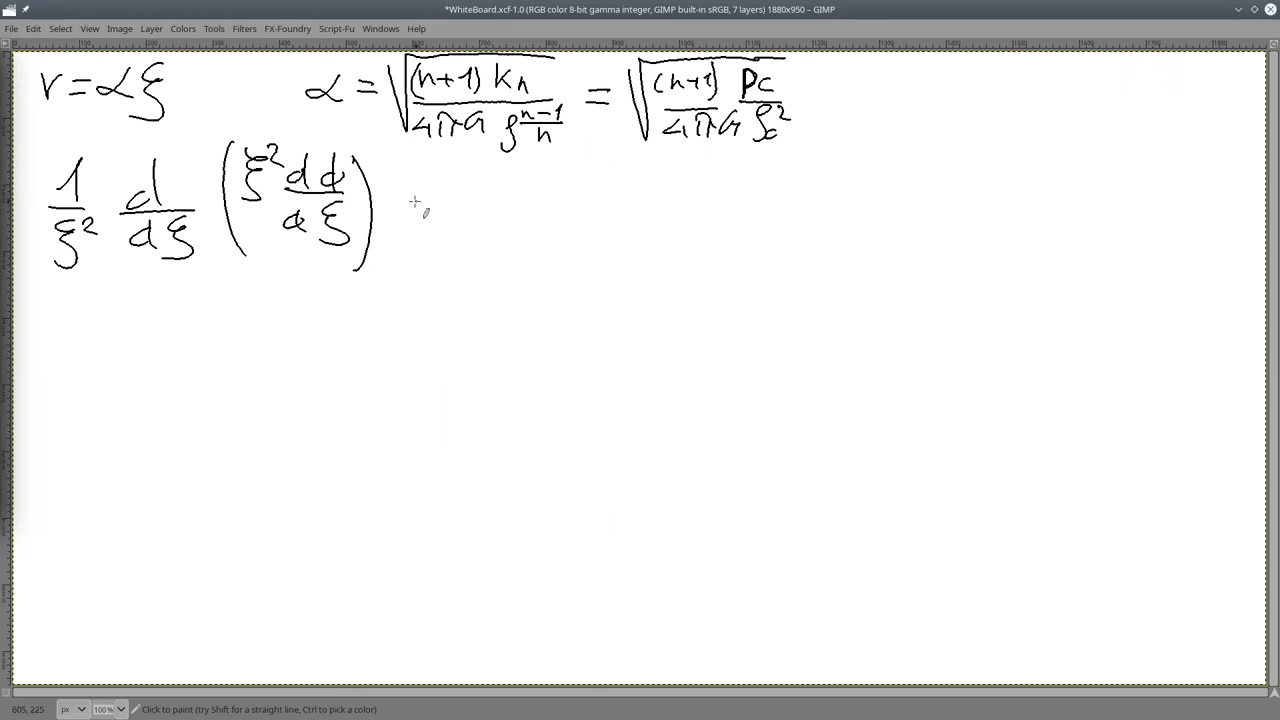 *WhiteBoard.xcf-1.0 (RGB color 8-bit gamma integer, GIMP built-in sRGB, 7 layers) 1880x950 – GIMP
File Edit Select View Image Layer Colors Tools Filters FX-Foundry Script-Fu Windows Help
r = αξ α = √((n+1) Kn / 4πG ρ^((n-1)/n)) = √((n+1) Pc / 4πG ρc²)
1/ξ² d/dξ (ξ² dϕ/dξ)
605, 225 px 100 % Click to paint (try Shift for a straight line, Ctrl to pick a color)